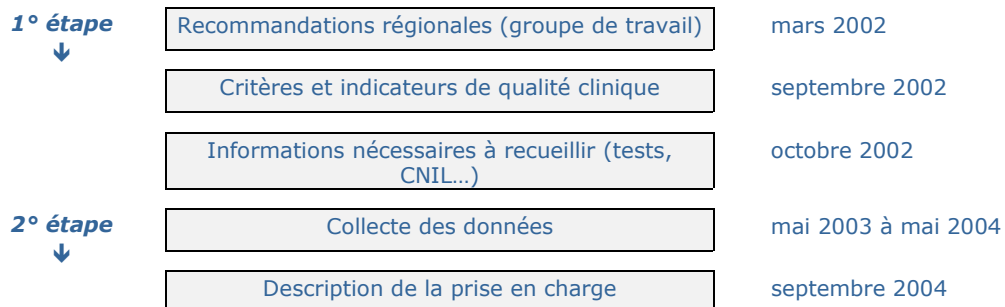 1° étape Recommandations régionales (groupe de travail) mars 2002
Critères et indicateurs de qualité clinique septembre 2002
Informations nécessaires à recueillir (tests, octobre 2002
CNIL…)
2° étape Collecte des données mai 2003 à mai 2004
Description de la prise en charge septembre 2004